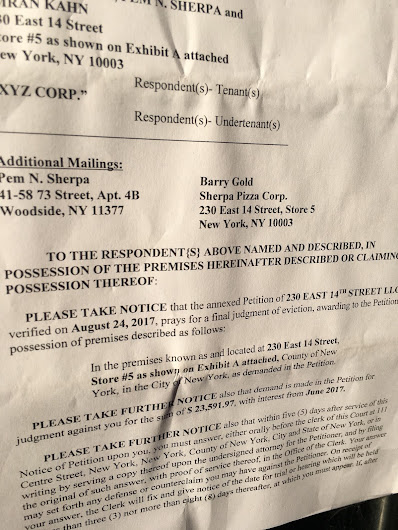 IRAN KAHN
PEM N. SHERPA and
30 East 14 Street
tore #5 as shown on Exhibit A attached
ew York, NY 10003
Respondent(s)- Tenant(s)
XYZ CORP."
Respondent(s)- Undertenant(s)
Additional Mailings:
Pem N. Sherpa
41-58 73 Street, Apt. 4B
Woodside, NY 11377
Barry Gold
Sherpa Pizza Corp.
230 East 14 Street, Store 5
New York, NY 10003
TO THE RESPONDENT{S} ABOVE NAMED AND DESCRIBED, IN
POSSESSION OF THE PREMISES HEREINAFTER DESCRIBED OR CLAIMING
POSSESSION THEREOF:
PLEASE TAKE NOTICE that the annexed Petition of 230 EAST 14TH STREET LLC
verified on August 24, 2017, prays for a final judgment of eviction, awarding to the Petition
possession of premises described as follows:
In the premises known as and located at 230 East 14 Street,
Store #5 as shown on Exhibit A attached, County of New
York, in the City of New York, as demanded in the Petition.
PLEASE TAKE FURTHER NOTICE also that demand is made in the Petition for
judgment against you for the sum of $ 23,591.97, with interest from June 2017.
PLEASE TAKE FURTHER NOTICE also that within five (5) days after service of this
Notice of Petition upon you, you must answer, either orally before the clerk of this Court at 111
Centre Street, New York, New York, County of New York, City and State of New York, or in
writing by serving a copy thereof upon the undersigned attorney for the Petitioner, and by filing
the original of such answer, with proof of service thereof, in the Office of the Clerk. Your answer
may set forth any defense or counterclaim you may have against the Petitioner. On receipt of
your answer, the Clerk will fix and give notice of the date for trial or hearing which will be held
than three (3) nor more than eight (8) days thereafter, at which you must appear. If, after